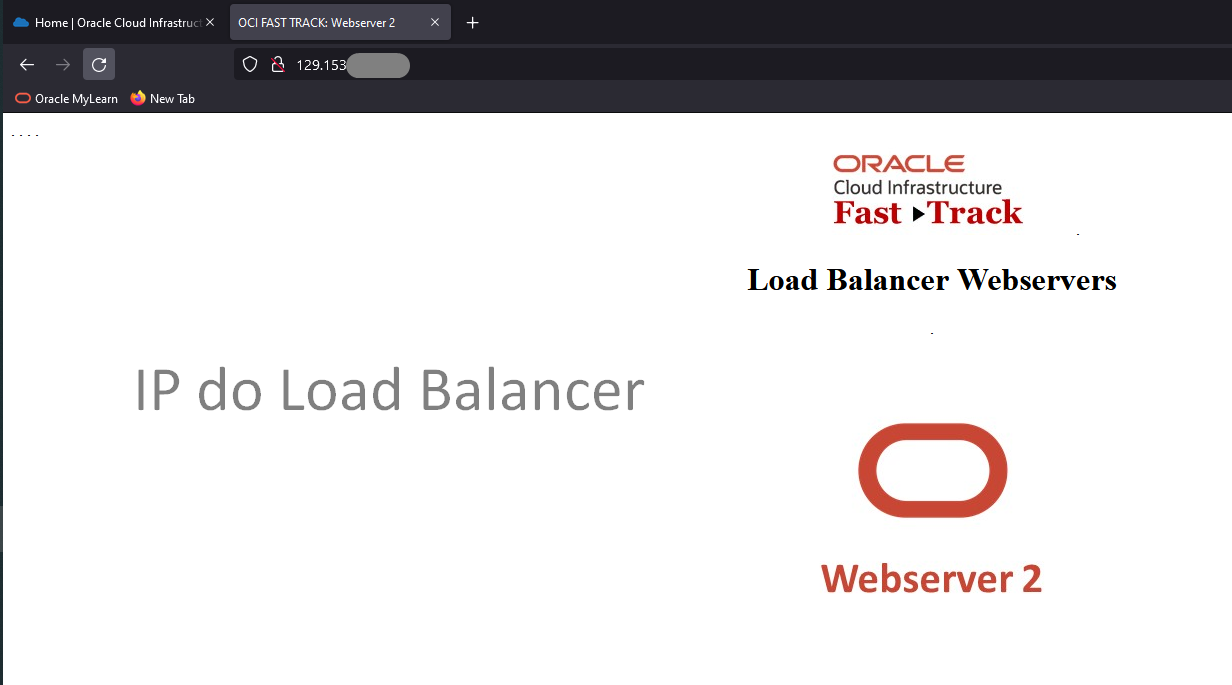 Home | Oracle Cloud Infrastruct
OCI FAST TRACK: Webserver 2
129.153
Oracle MyLearn
New Tab
. . . .
ORACLE
Cloud Infrastructure
Fast ▶Track
.
Load Balancer Webservers
.
IP do Load Balancer
Webserver 2